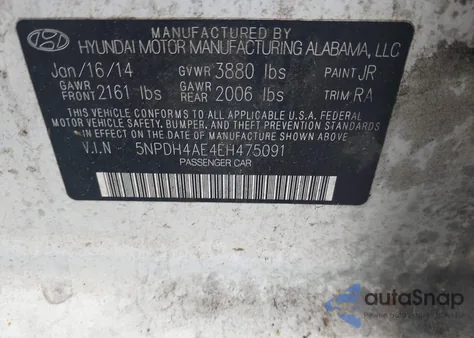 MANUFACTURED BY
HYUNDAI MOTOR MANUFACTURING ALABAMA, LLC
Jan/16/14 GVWR 3880 lbs PAINT JR
GAWR FRONT 2161 lbs GAWR REAR 2006 lbs TRIM RA
THIS VEHICLE CONFORMS TO ALL APPLICABLE U.S.A. FEDERAL
MOTOR VEHICLE SAFETY, BUMPER, AND THEFT PREVENTION STANDARDS
IN EFFECT ON THE DATE OF MANUFACTURE SHOWN ABOVE.
V.I.N 5NPDH4AE4EH475091
PASSENGER CAR
autoSnap